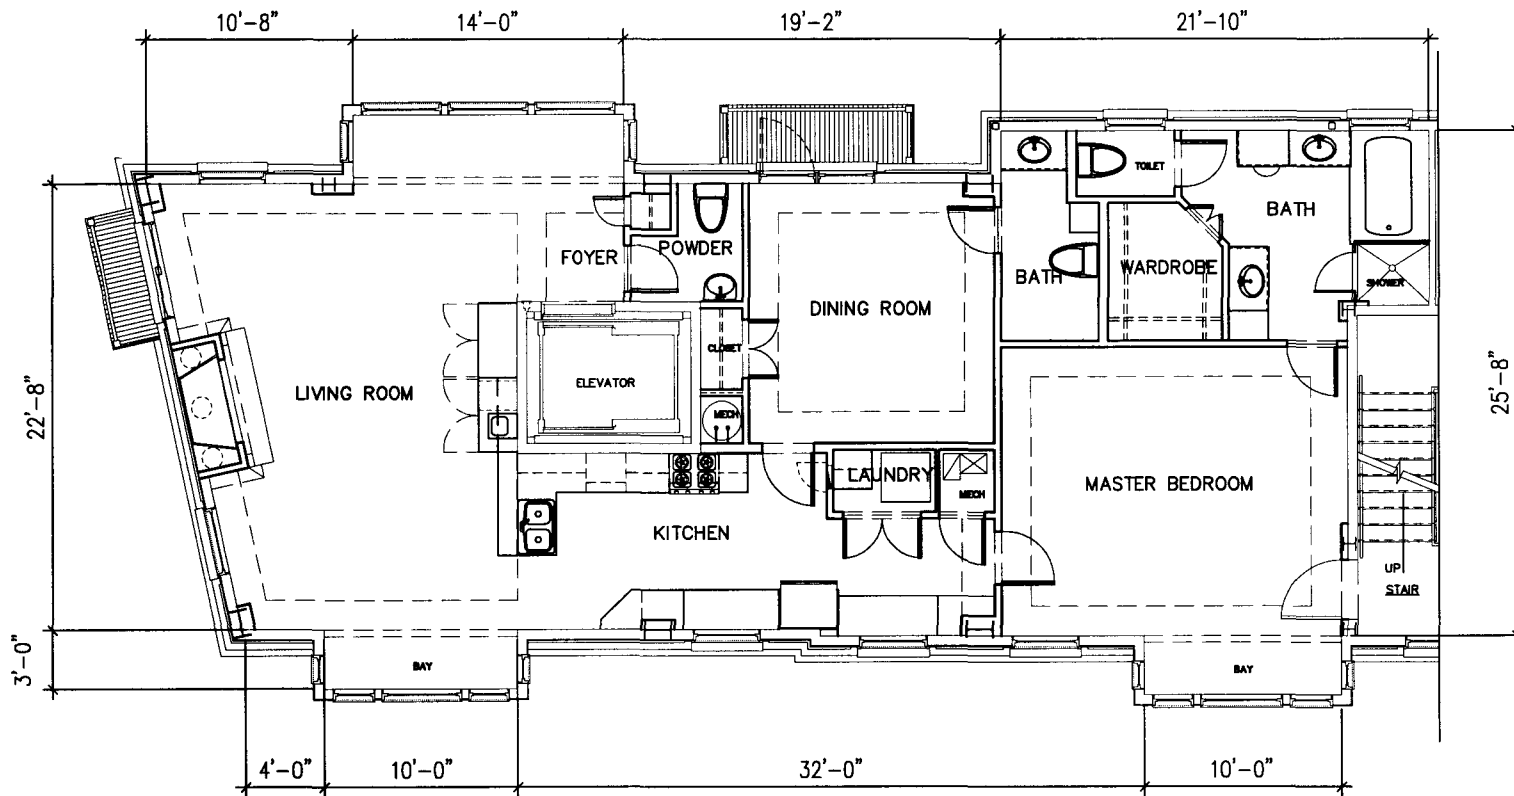 10'-8"
14'-0"
19'-2"
21'-10"
TOILET
BATH
POWDER
FOYER
BATH
WARDROBE
SHOWER
DINING ROOM
CLOSET
ELEVATOR
LIVING ROOM
MECH
22'-8"
25'-8"
LAUNDRY
MECH
MASTER BEDROOM
KITCHEN
UP
STAIR
3'-0"
BAY
BAY
4'-0"
10'-0"
32'-0"
10'-0"